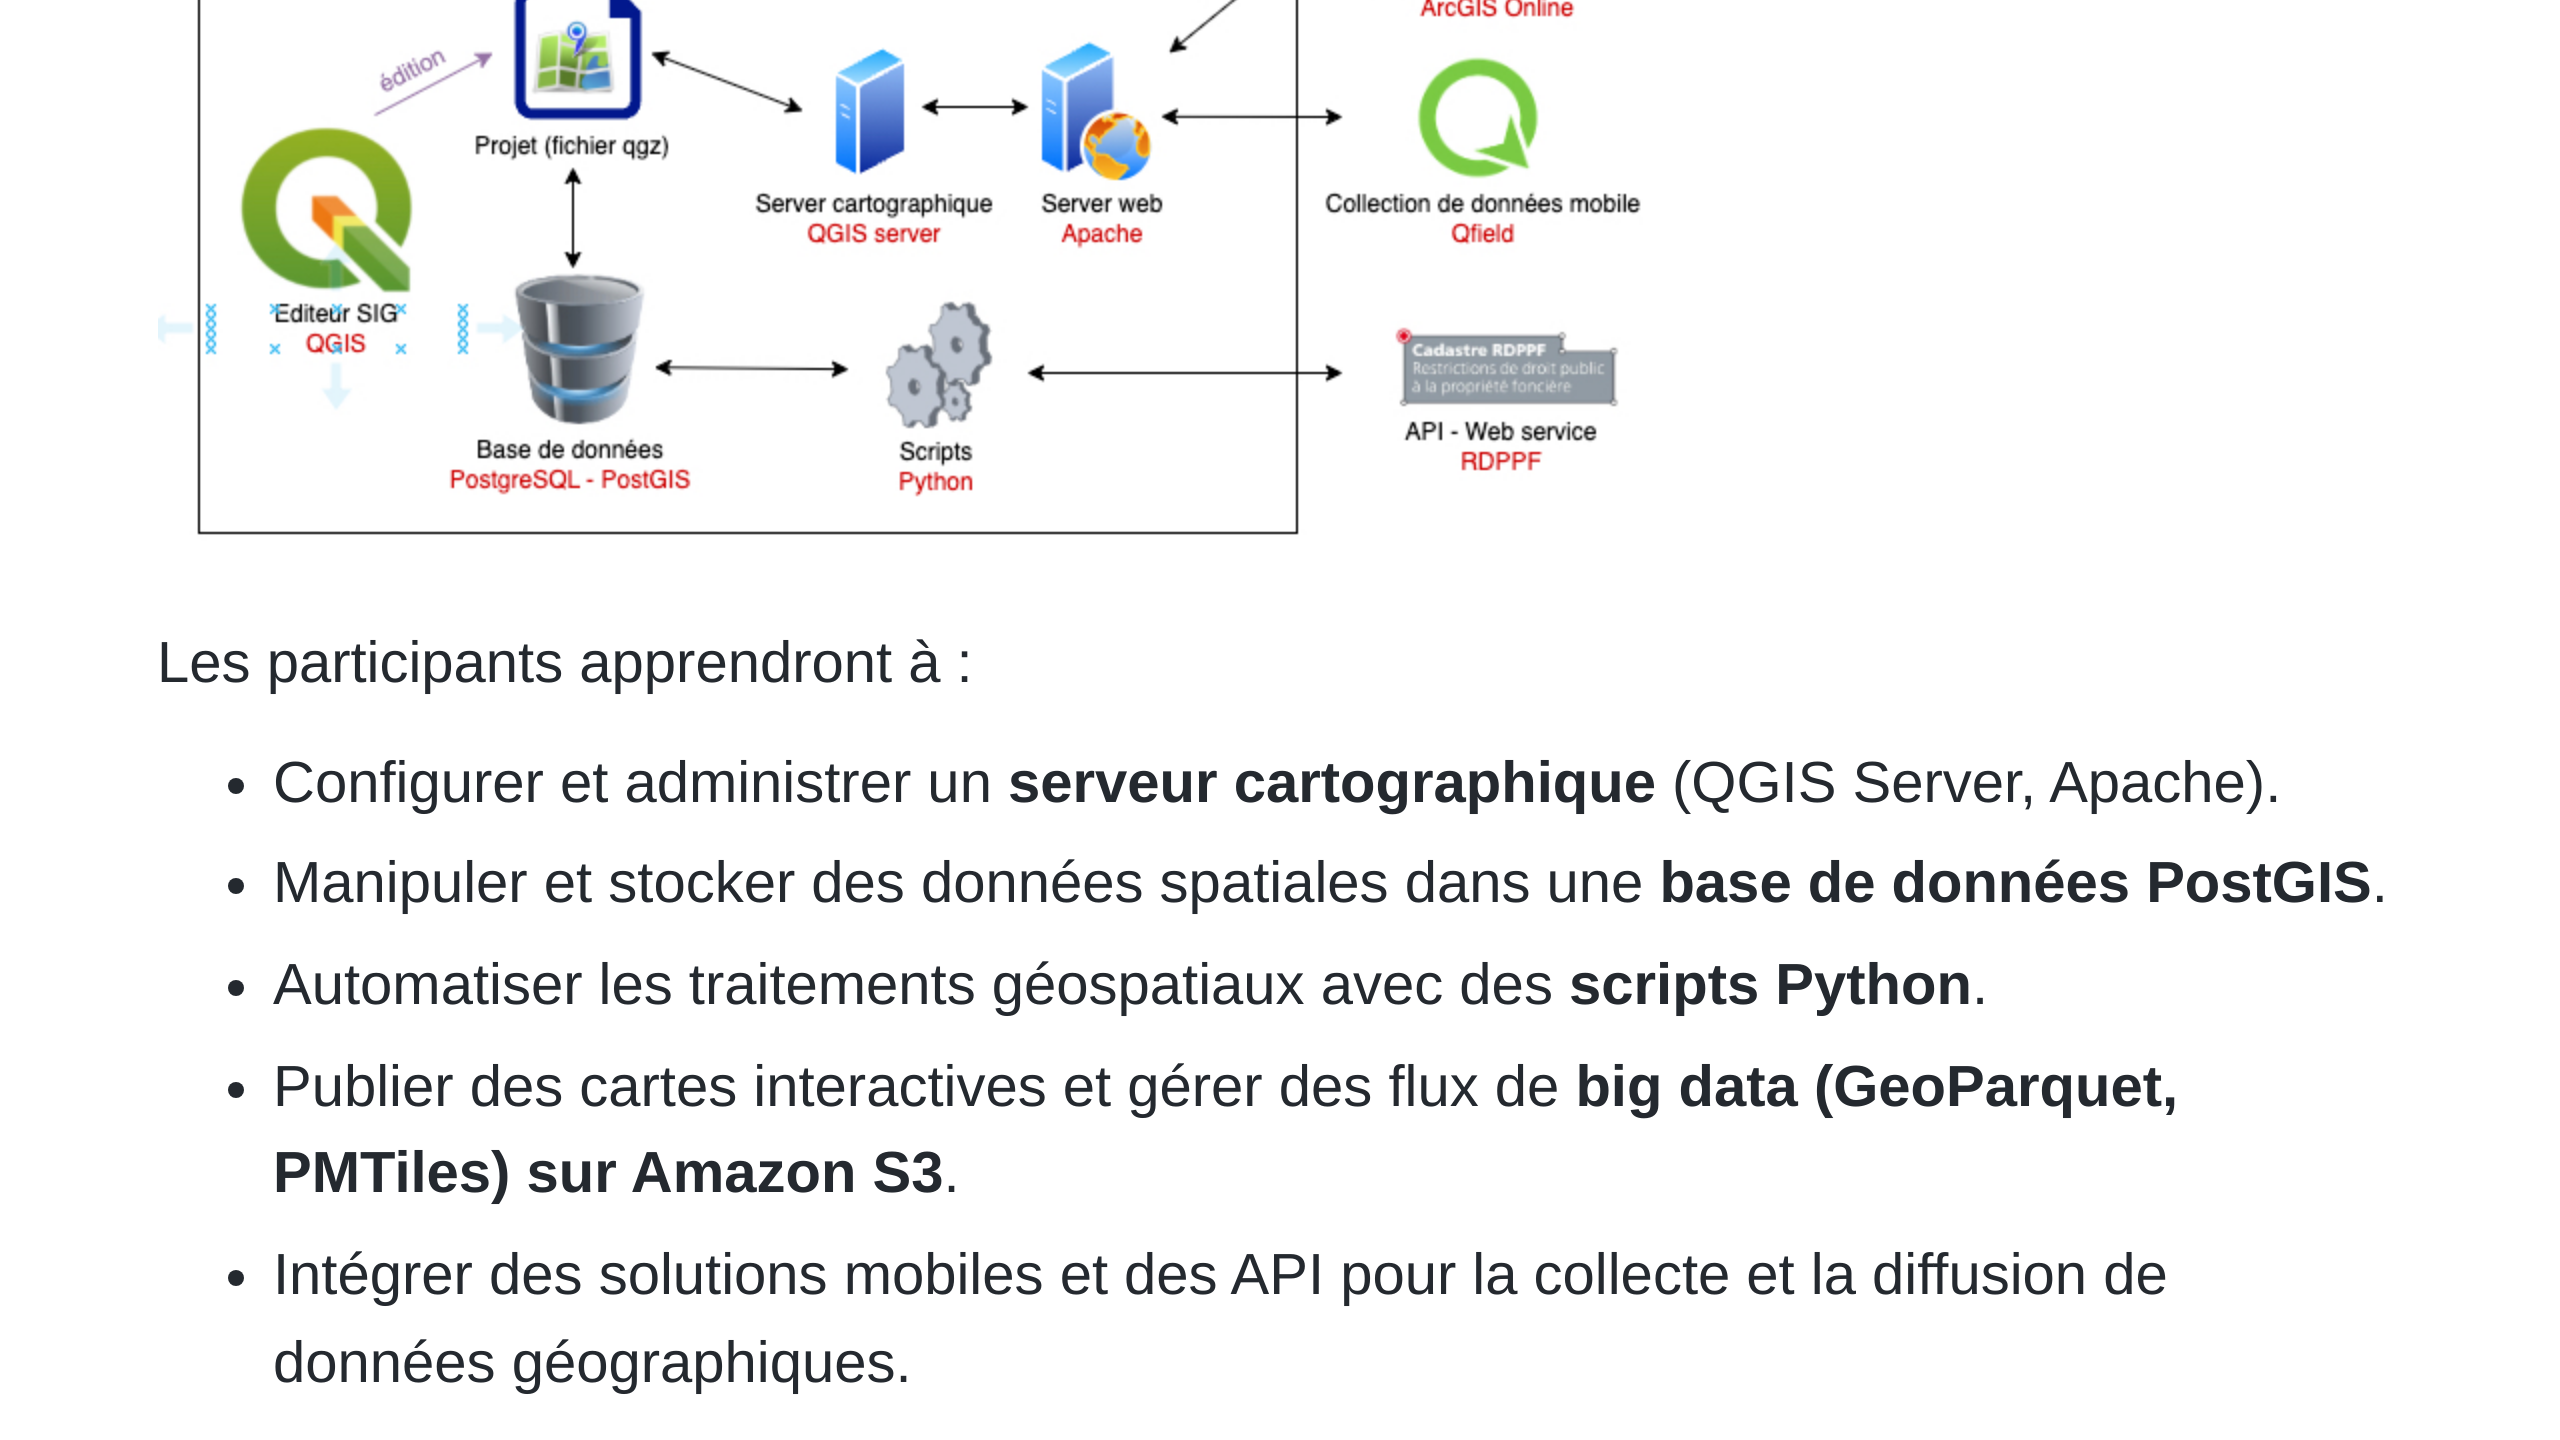 ArcGIS Online
édition
Projet (fichier qgz)
Server cartographique
QGIS server
Server web
Apache
Collection de données mobile
Qfield
Editeur SIG
QGIS
Cadastre RDPPF
Restrictions de droit public
à la propriété foncière
API - Web service
RDPPF
Base de données
PostgreSQL - PostGIS
Scripts
Python
Les participants apprendront à :
• Configurer et administrer un serveur cartographique (QGIS Server, Apache).
• Manipuler et stocker des données spatiales dans une base de données PostGIS.
• Automatiser les traitements géospatiaux avec des scripts Python.
• Publier des cartes interactives et gérer des flux de big data (GeoParquet,
PMTiles) sur Amazon S3.
• Intégrer des solutions mobiles et des API pour la collecte et la diffusion de
données géographiques.